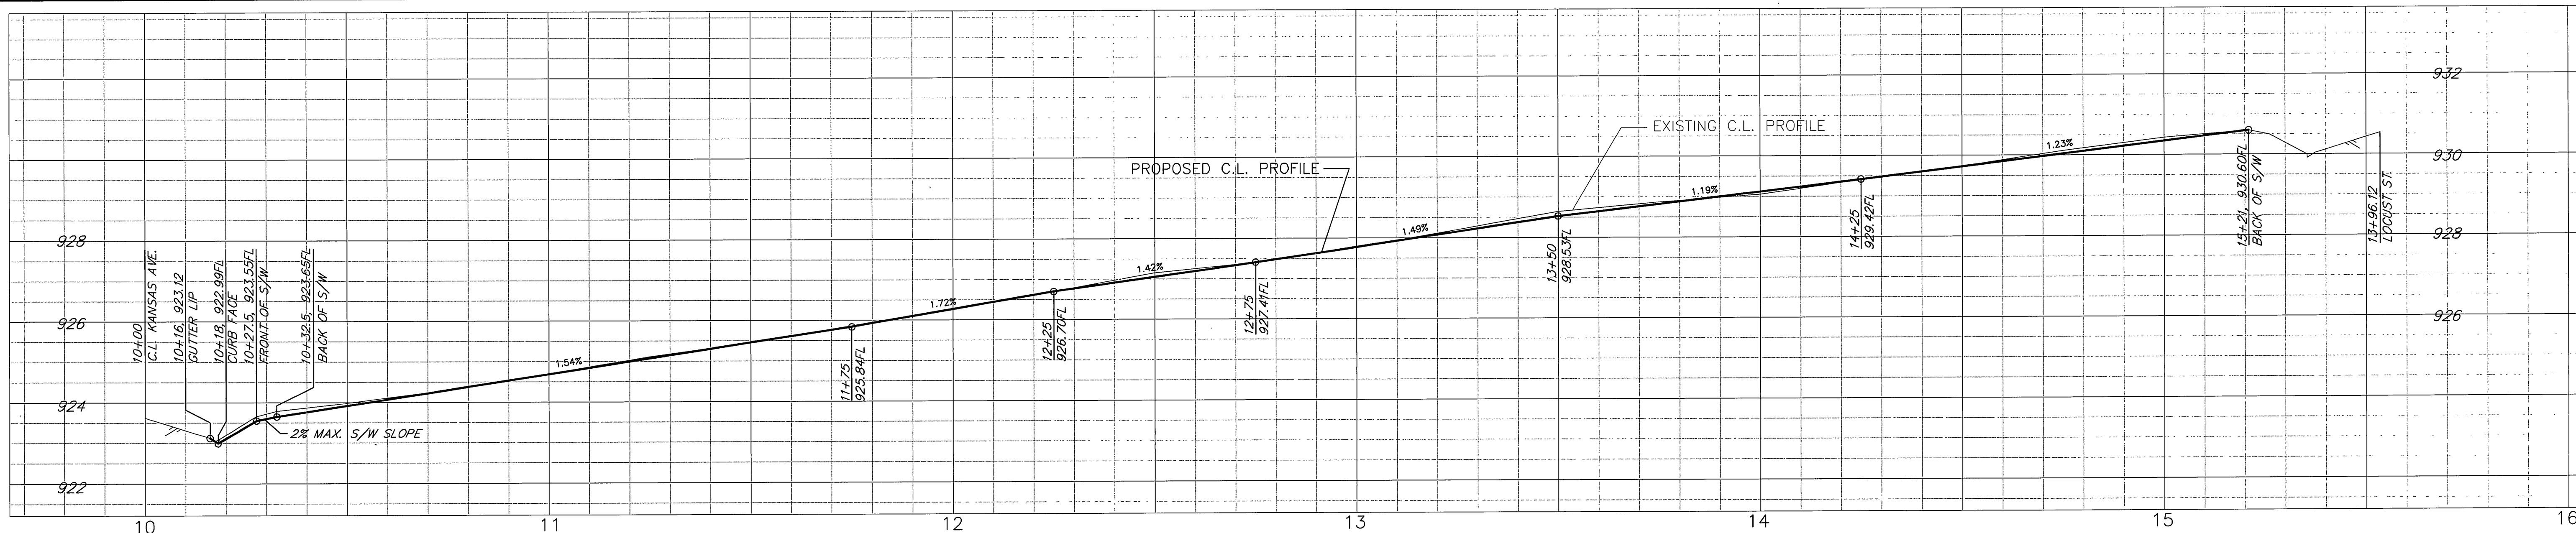 932
EXISTING C.L. PROFILE
PROPOSED C.L. PROFILE
1.23%
930
1.19%
1.49%
1.42%
1.72%
1.54%
928
928
926
926
924
922
10+00
C.L. KANSAS AVE.
10+16, 923.12
GUTTER LIP
10+18, 922.99FL
CURB FACE
10+27.5, 923.55FL
FRONT OF S/W
10+32.5, 923.65FL
BACK OF S/W
2% MAX. S/W SLOPE
11+75
925.84FL
12+25
926.70FL
12+75
927.41FL
13+50
928.53FL
14+25
929.42FL
15+21, 930.60FL
BACK OF S/W
13+96.12
LOCUST ST.
10
11
12
13
14
15
16